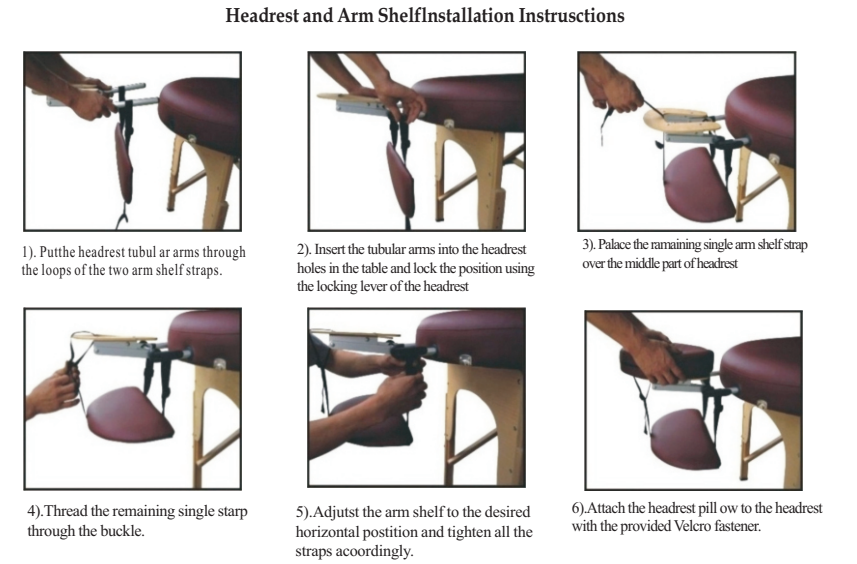 Headrest and Arm ShelfInstallation Instrusctions
1). Putthe headrest tubul ar arms through
the loops of the two arm shelf straps.
2). Insert the tubular arms into the headrest
holes in the table and lock the position using
the locking lever of the headrest
3). Palace the ramaining single arm shelf strap
over the middle part of headrest
4).Thread the remaining single starp
through the buckle.
5).Adjutst the arm shelf to the desired
horizontal postition and tighten all the
straps acoordingly.
6).Attach the headrest pill ow to the headrest
with the provided Velcro fastener.